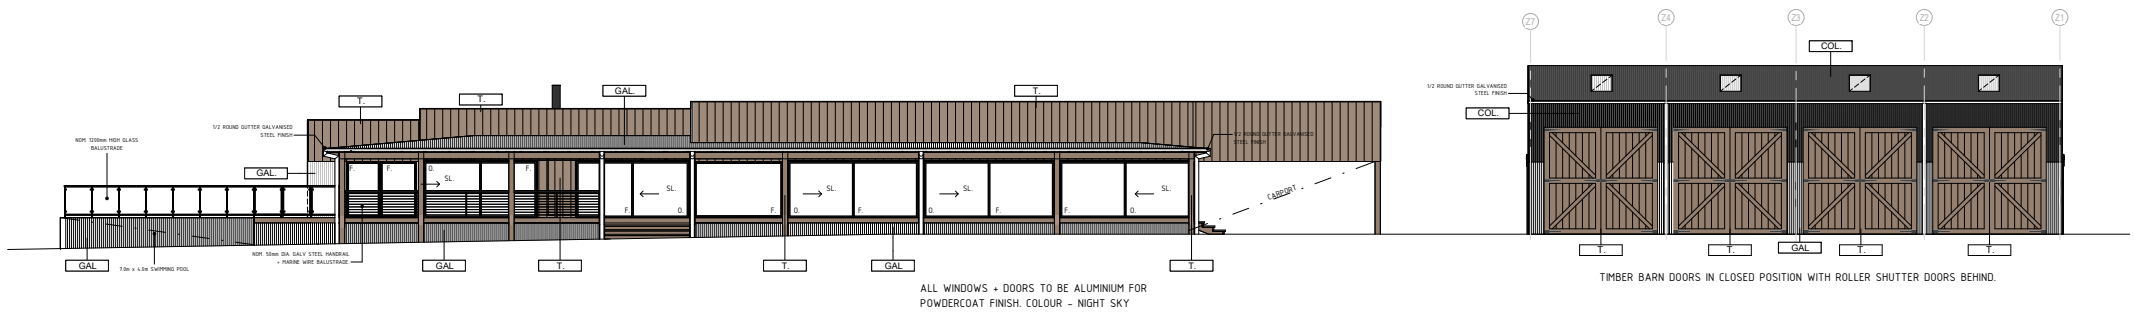 Z7
Z4
Z3
Z2
Z1
COL.
T.
T.
GAL.
T.
1/2 ROUND GUTTER GALVANISED
STEEL FINISH
COL.
1/2 ROUND GUTTER GALVANISED
STEEL FINISH
1/2 ROUND GUTTER GALVANISED
STEEL FINISH
NOM. 1200mm HIGH GLASS
BALUSTRADE
GAL.
F.
F.
O.
SL.
F.
SL.
F.
O.
F.
SL.
O.
F.
SL.
O.
F.
F.
SL.
O.
CARPORT
GAL
7.0m x 4.0m SWIMMING POOL
NOM. 50mm DIA. GALV STEEL HANDRAIL
+ MARINE WIRE BALUSTRADE
GAL
T.
T.
GAL
T.
T.
T.
GAL
T.
T.
TIMBER BARN DOORS IN CLOSED POSITION WITH ROLLER SHUTTER DOORS BEHIND.
ALL WINDOWS + DOORS TO BE ALUMINIUM FOR
POWDERCOAT FINISH. COLOUR - NIGHT SKY